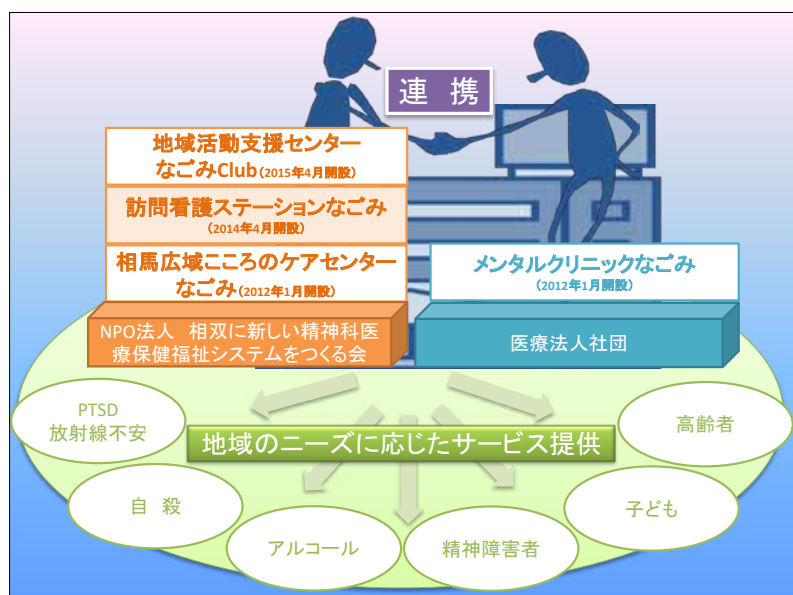 連 携
地域活動支援センター
なごみClub(2015年4月開設)
訪問看護ステーションなごみ
(2014年4月開設)
相馬広域こころのケアセンター
なごみ(2012年1月開設)
NPO法人 相双に新しい精神科医
療保健福祉システムをつくる会
メンタルクリニックなごみ
(2012年1月開設)
医療法人社団
地域のニーズに応じたサービス提供
PTSD
放射線不安
自 殺
アルコール
精神障害者
子ども
高齢者